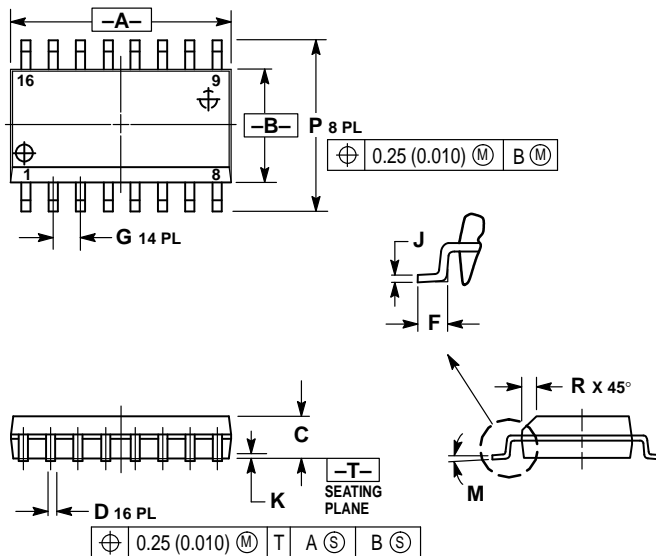 –A–
16 9
–B– P 8 PL
⌖ 0.25 (0.010) Ⓜ B Ⓜ
1 8
G 14 PL
J
F
R X 45°
C
–T–
SEATING
PLANE
K
M
D 16 PL
⌖ 0.25 (0.010) Ⓜ T A Ⓢ B Ⓢ